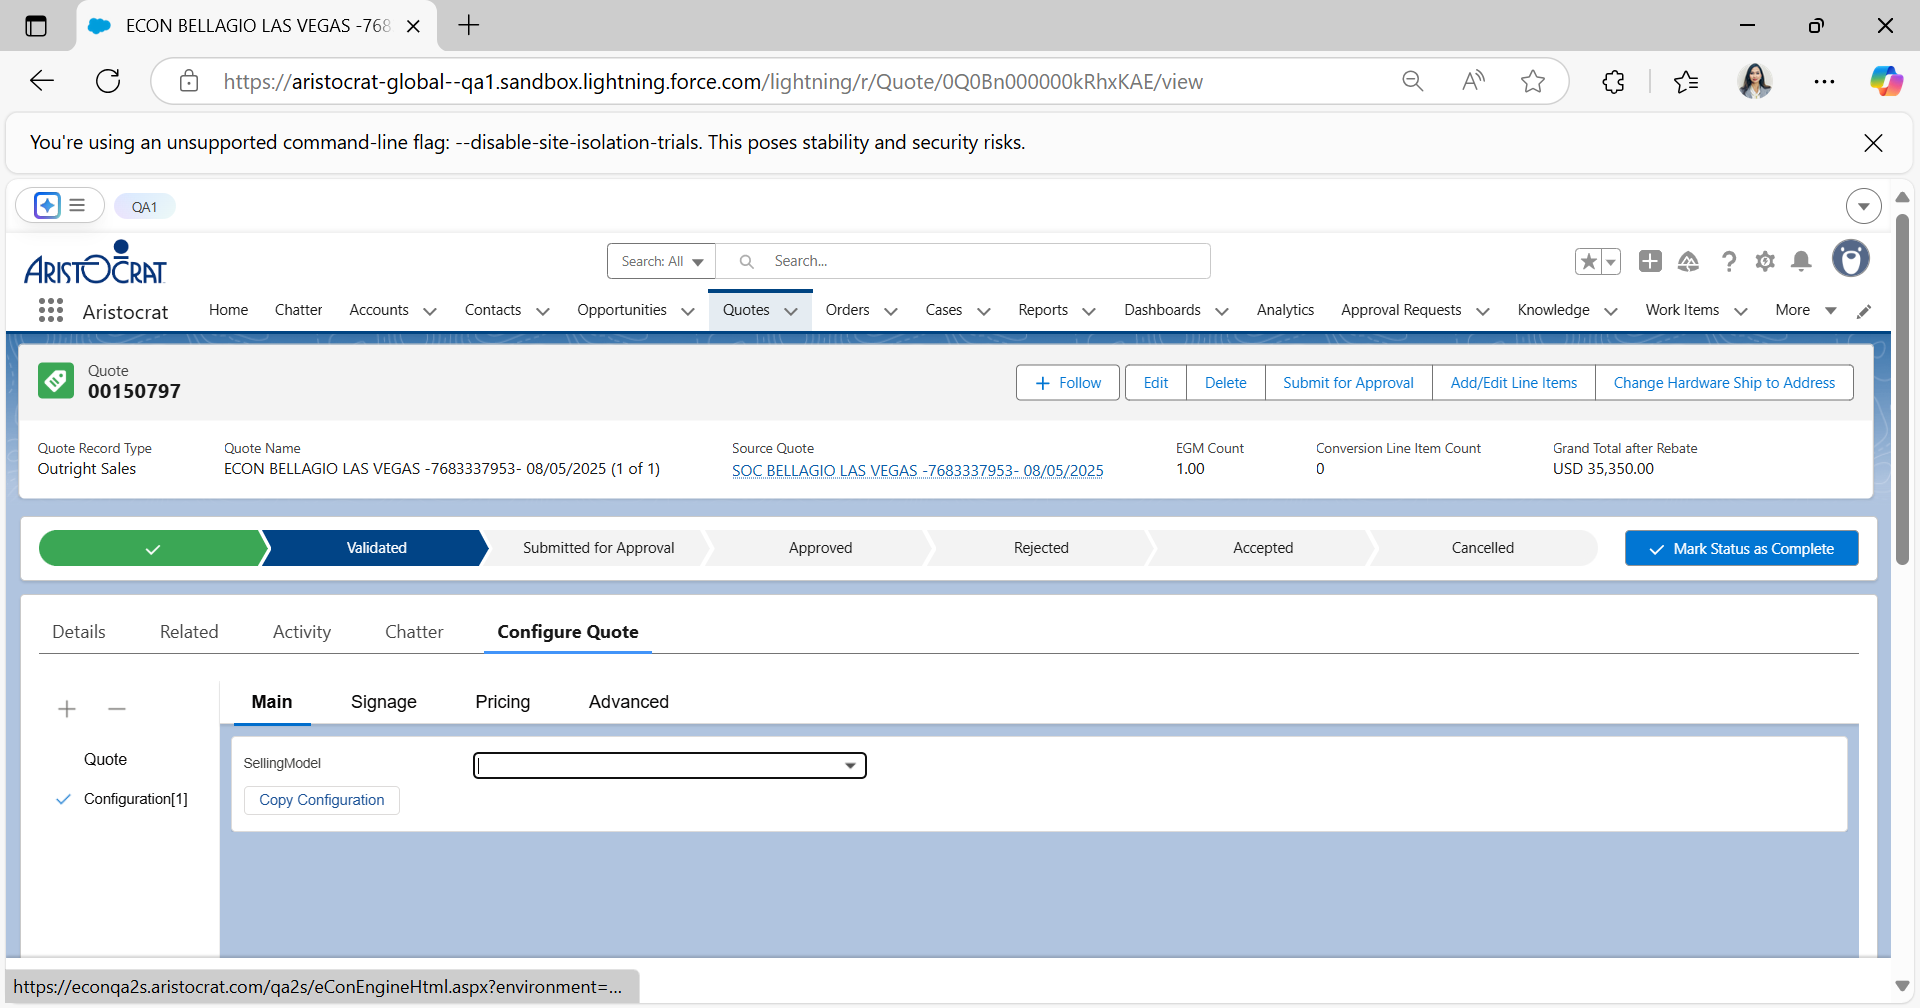 ECON BELLAGIO LAS VEGAS -768
https://aristocrat-global--qa1.sandbox.lightning.force.com/lightning/r/Quote/0Q0Bn000000kRhxKAE/view
You're using an unsupported command-line flag: --disable-site-isolation-trials. This poses stability and security risks.
QA1
ARISTOCRAT
Search: All
Search...
Aristocrat
Home Chatter Accounts Contacts Opportunities Quotes Orders Cases Reports Dashboards Analytics Approval Requests Knowledge Work Items More
Quote
00150797
Follow Edit Delete Submit for Approval Add/Edit Line Items Change Hardware Ship to Address
Quote Record Type Quote Name Source Quote EGM Count Conversion Line Item Count Grand Total after Rebate
Outright Sales ECON BELLAGIO LAS VEGAS -7683337953- 08/05/2025 (1 of 1) SOC BELLAGIO LAS VEGAS -7683337953- 08/05/2025 1.00 0 USD 35,350.00
Validated Submitted for Approval Approved Rejected Accepted Cancelled Mark Status as Complete
Details Related Activity Chatter Configure Quote
Main Signage Pricing Advanced
Quote
Configuration[1]
SellingModel
Copy Configuration
https://econqa2s.aristocrat.com/qa2s/eConEngineHtml.aspx?environment=...